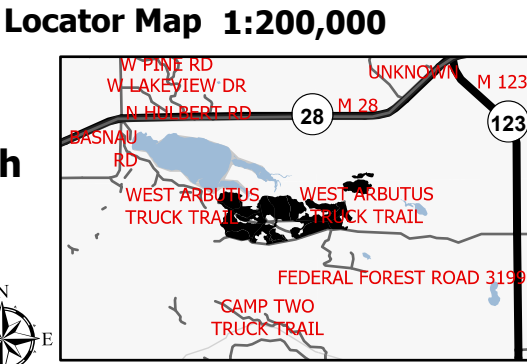 Locator Map 1:200,000
W PINE RD
UNKNOWN
M 123
W LAKEVIEW DR
N HULBERT RD
28
M 28
123
BASNAU
RD
h
WEST ARBUTUS
TRUCK TRAIL
WEST ARBUTUS
TRUCK TRAIL
FEDERAL FOREST ROAD 3199
N
E
CAMP TWO
TRUCK TRAIL